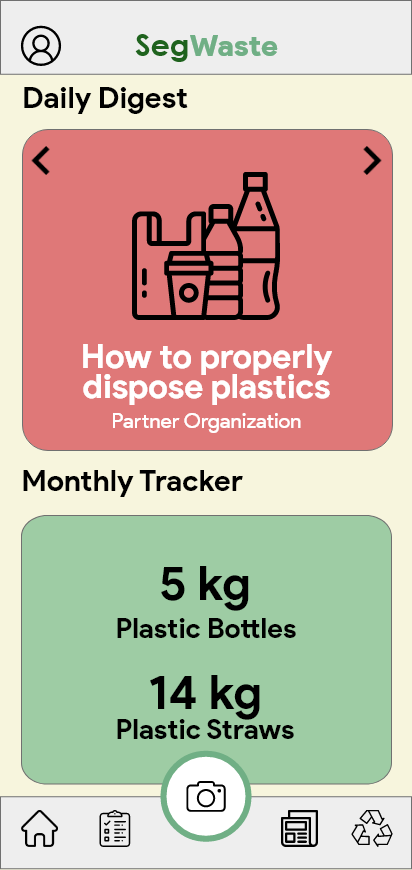 SegWaste
Daily Digest
How to properly
dispose plastics
Partner Organization
Monthly Tracker
5 kg
Plastic Bottles
14 kg
Plastic Straws